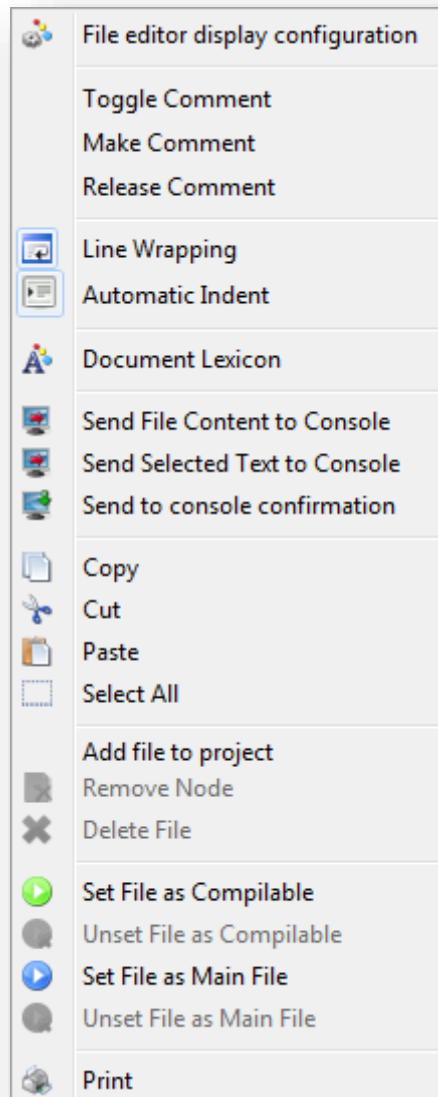 File editor display configuration
Toggle Comment
Make Comment
Release Comment
Line Wrapping
Automatic Indent
Document Lexicon
Send File Content to Console
Send Selected Text to Console
Send to console confirmation
Copy
Cut
Paste
Select All
Add file to project
Remove Node
Delete File
Set File as Compilable
Unset File as Compilable
Set File as Main File
Unset File as Main File
Print